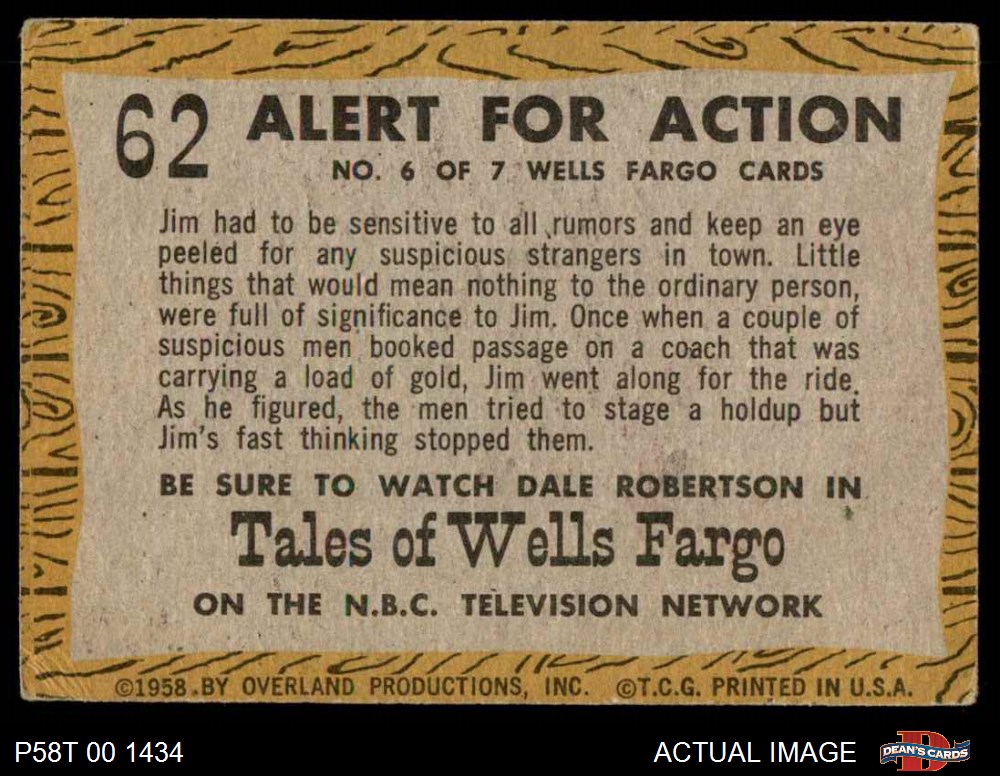 62 ALERT FOR ACTION
NO. 6 OF 7 WELLS FARGO CARDS
Jim had to be sensitive to all rumors and keep an eye
peeled for any suspicious strangers in town. Little
things that would mean nothing to the ordinary person,
were full of significance to Jim. Once when a couple of
suspicious men booked passage on a coach that was
carrying a load of gold, Jim went along for the ride.
As he figured, the men tried to stage a holdup but
Jim's fast thinking stopped them.
BE SURE TO WATCH DALE ROBERTSON IN
Tales of Wells Fargo
ON THE N.B.C. TELEVISION NETWORK
©1958 BY OVERLAND PRODUCTIONS, INC. ©T.C.G. PRINTED IN U.S.A.
P58T 00 1434 ACTUAL IMAGE D DEAN'S CARDS